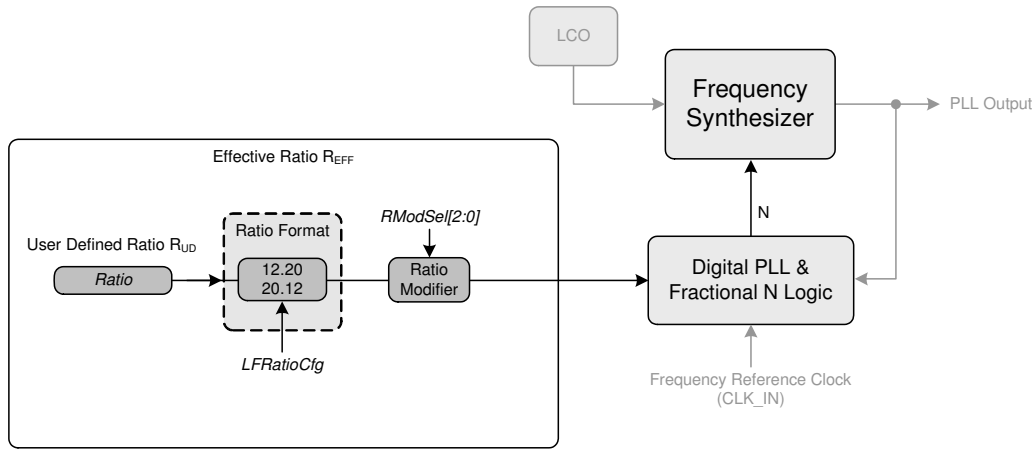 LCO
Frequency
Synthesizer
PLL Output
Effective Ratio REFF
N
RModSel[2:0]
Ratio Format
User Defined Ratio RUD
Ratio
12.20
20.12
Ratio
Modifier
Digital PLL &
Fractional N Logic
LFRatioCfg
Frequency Reference Clock
(CLK_IN)